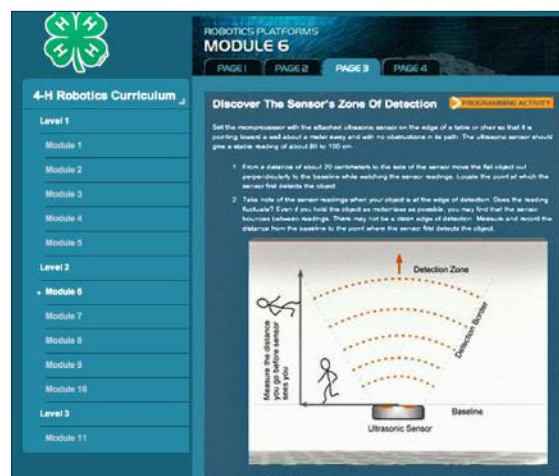 H H
H H
ROBOTICS PLATFORMS
MODULE 6
PAGE 1 PAGE 2 PAGE 3 PAGE 4
4-H Robotics Curriculum
Level 1
Module 1
Module 2
Module 3
Module 4
Module 5
Level 2
Module 6
Module 7
Module 8
Module 9
Module 10
Level 3
Module 11
Discover The Sensor's Zone Of Detection
PROGRAMMING ACTIVITY
Set the microprocessor with the attached ultrasonic sensor on the edge of a table or chair so that it is
pointing toward a wall about a meter away and with no obstructions in its path. The ultrasonic sensor should
give a stable reading of about 80 to 100 cm.
1. From a distance of about 20 centimeters to the side of the sensor move the flat object out
perpendicularly to the baseline while watching the sensor readings. Locate the point at which the
sensor first detects the object.
2. Take note of the sensor readings when your object is at the edge of detection. Does the reading
fluctuate? Even if you hold the object as motionless as possible, you may find that the sensor
bounces between readings. There may not be a clean edge of detection. Measure and record the
distance from the baseline to the point where the sensor first detects the object.
Detection Zone
Detection Border
Measure the distance
you go before sensor
sees you
Baseline
Ultrasonic Sensor